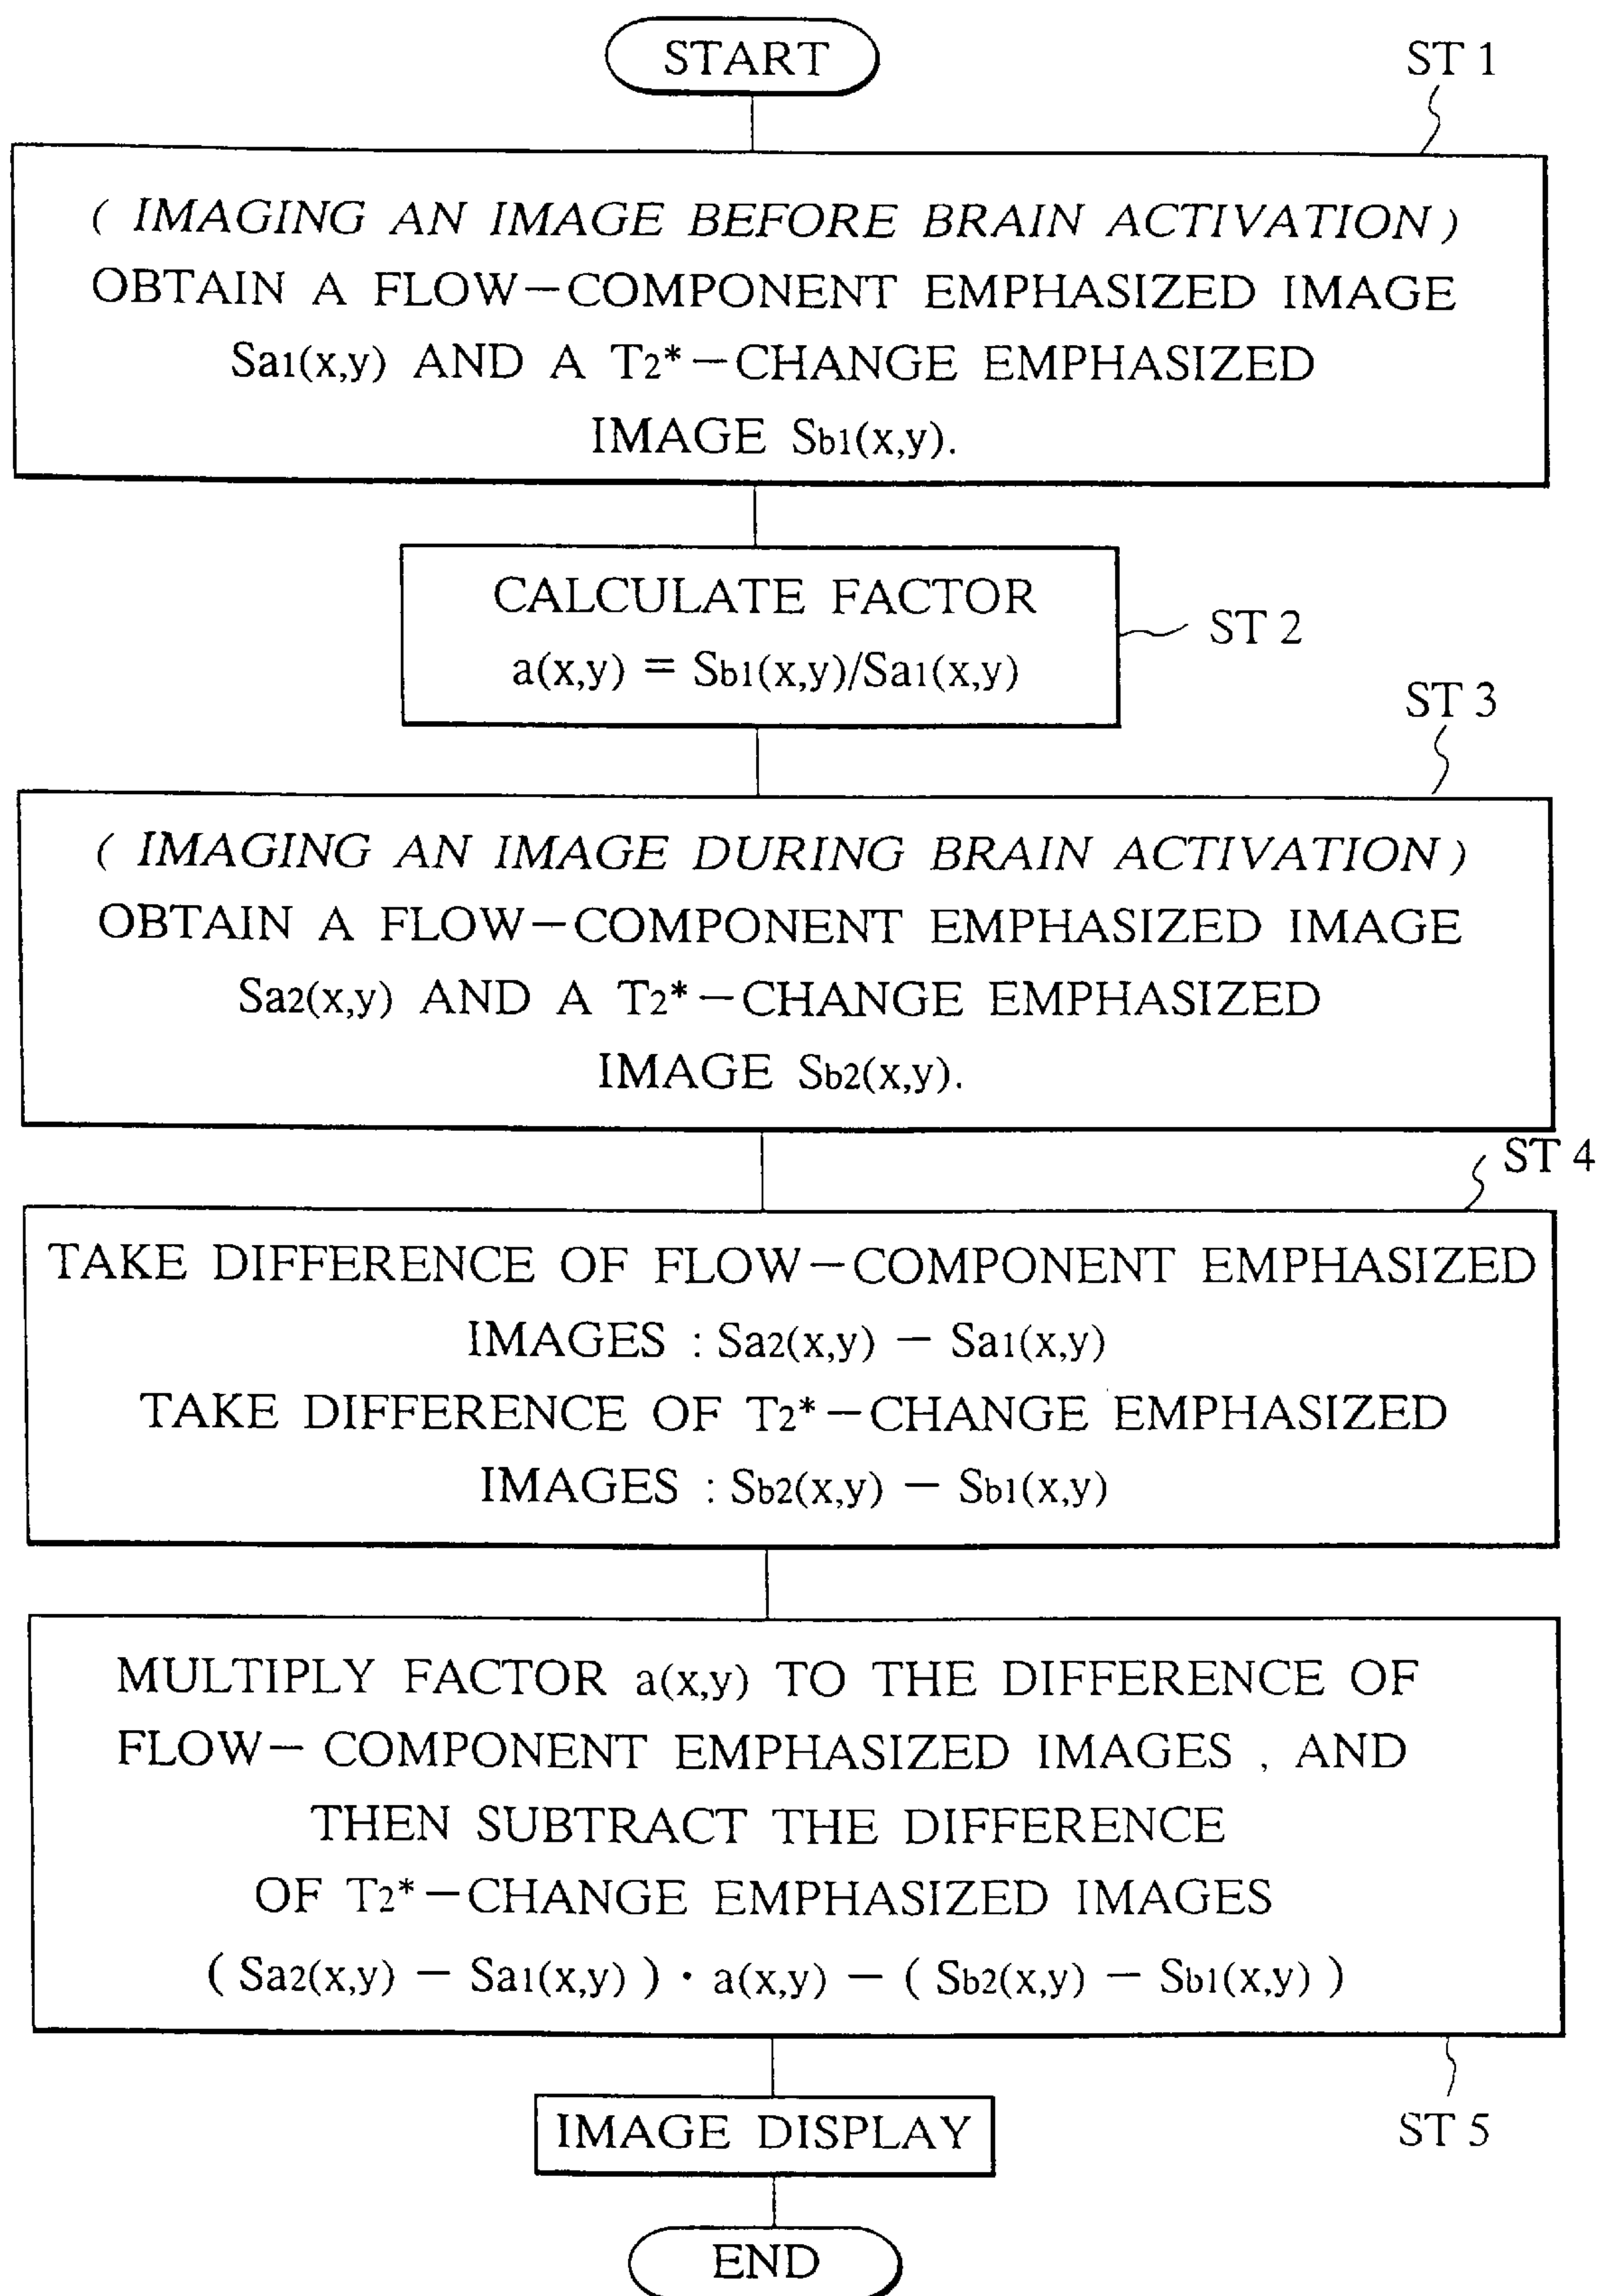 START
ST 1
( IMAGING AN IMAGE BEFORE BRAIN ACTIVATION )
OBTAIN A FLOW-COMPONENT EMPHASIZED IMAGE
Sa1(x,y) AND A T2*-CHANGE EMPHASIZED
IMAGE Sb1(x,y).
CALCULATE FACTOR
a(x,y) = Sb1(x,y)/Sa1(x,y)
ST 2
ST 3
( IMAGING AN IMAGE DURING BRAIN ACTIVATION )
OBTAIN A FLOW-COMPONENT EMPHASIZED IMAGE
Sa2(x,y) AND A T2*-CHANGE EMPHASIZED
IMAGE Sb2(x,y).
ST 4
TAKE DIFFERENCE OF FLOW-COMPONENT EMPHASIZED
IMAGES : Sa2(x,y) - Sa1(x,y)
TAKE DIFFERENCE OF T2*-CHANGE EMPHASIZED
IMAGES : Sb2(x,y) - Sb1(x,y)
MULTIPLY FACTOR a(x,y) TO THE DIFFERENCE OF
FLOW- COMPONENT EMPHASIZED IMAGES , AND
THEN SUBTRACT THE DIFFERENCE
OF T2*-CHANGE EMPHASIZED IMAGES
( Sa2(x,y) - Sa1(x,y) ) · a(x,y) - ( Sb2(x,y) - Sb1(x,y) )
IMAGE DISPLAY
ST 5
END